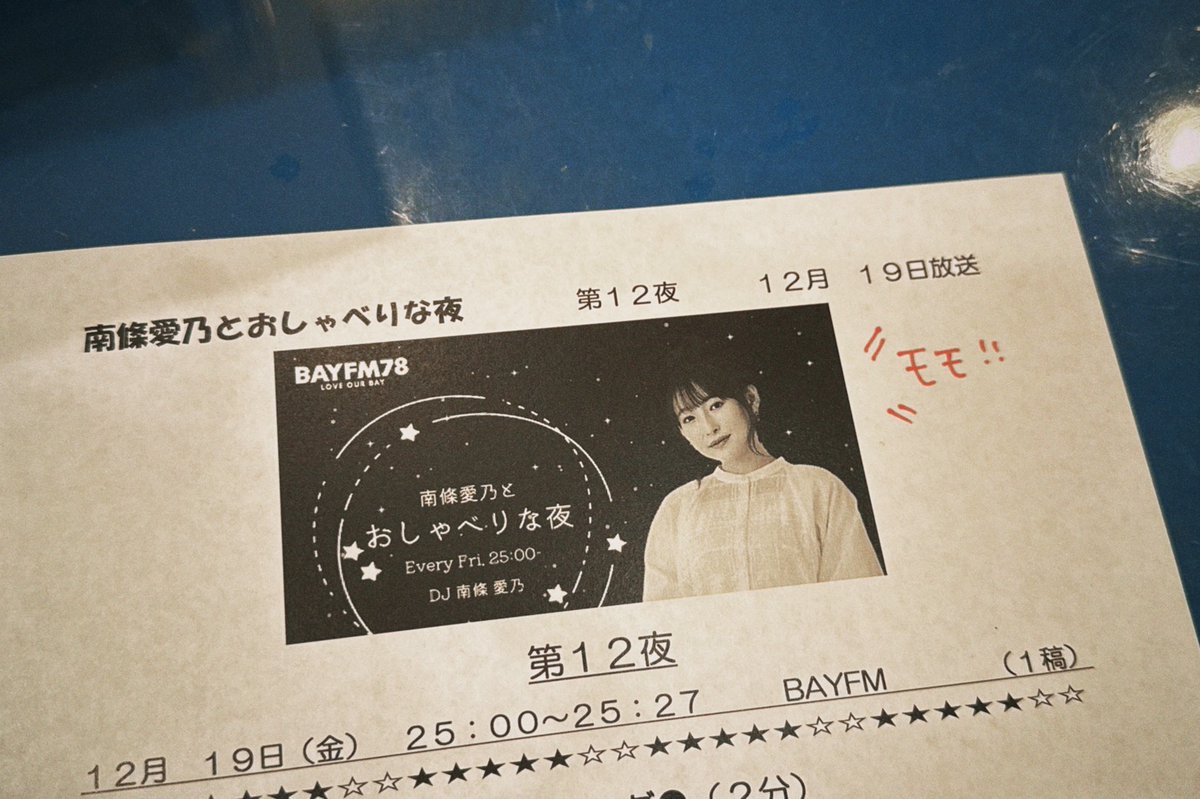 南條愛乃とおしゃべりな夜　第１２夜　１２月　１９日放送
モモ!!
BAYFM78
LOVE OUR BAY
南條愛乃と
おしゃべりな夜
Every Fri. 25:00-
DJ 南條 愛乃
第１２夜
１２月　１９日（金）　２５：００～２５：２７　BAYFM　（１稿）
★★★☆☆★★★★★☆☆★★★★★☆☆★★★★★☆☆
（２分）